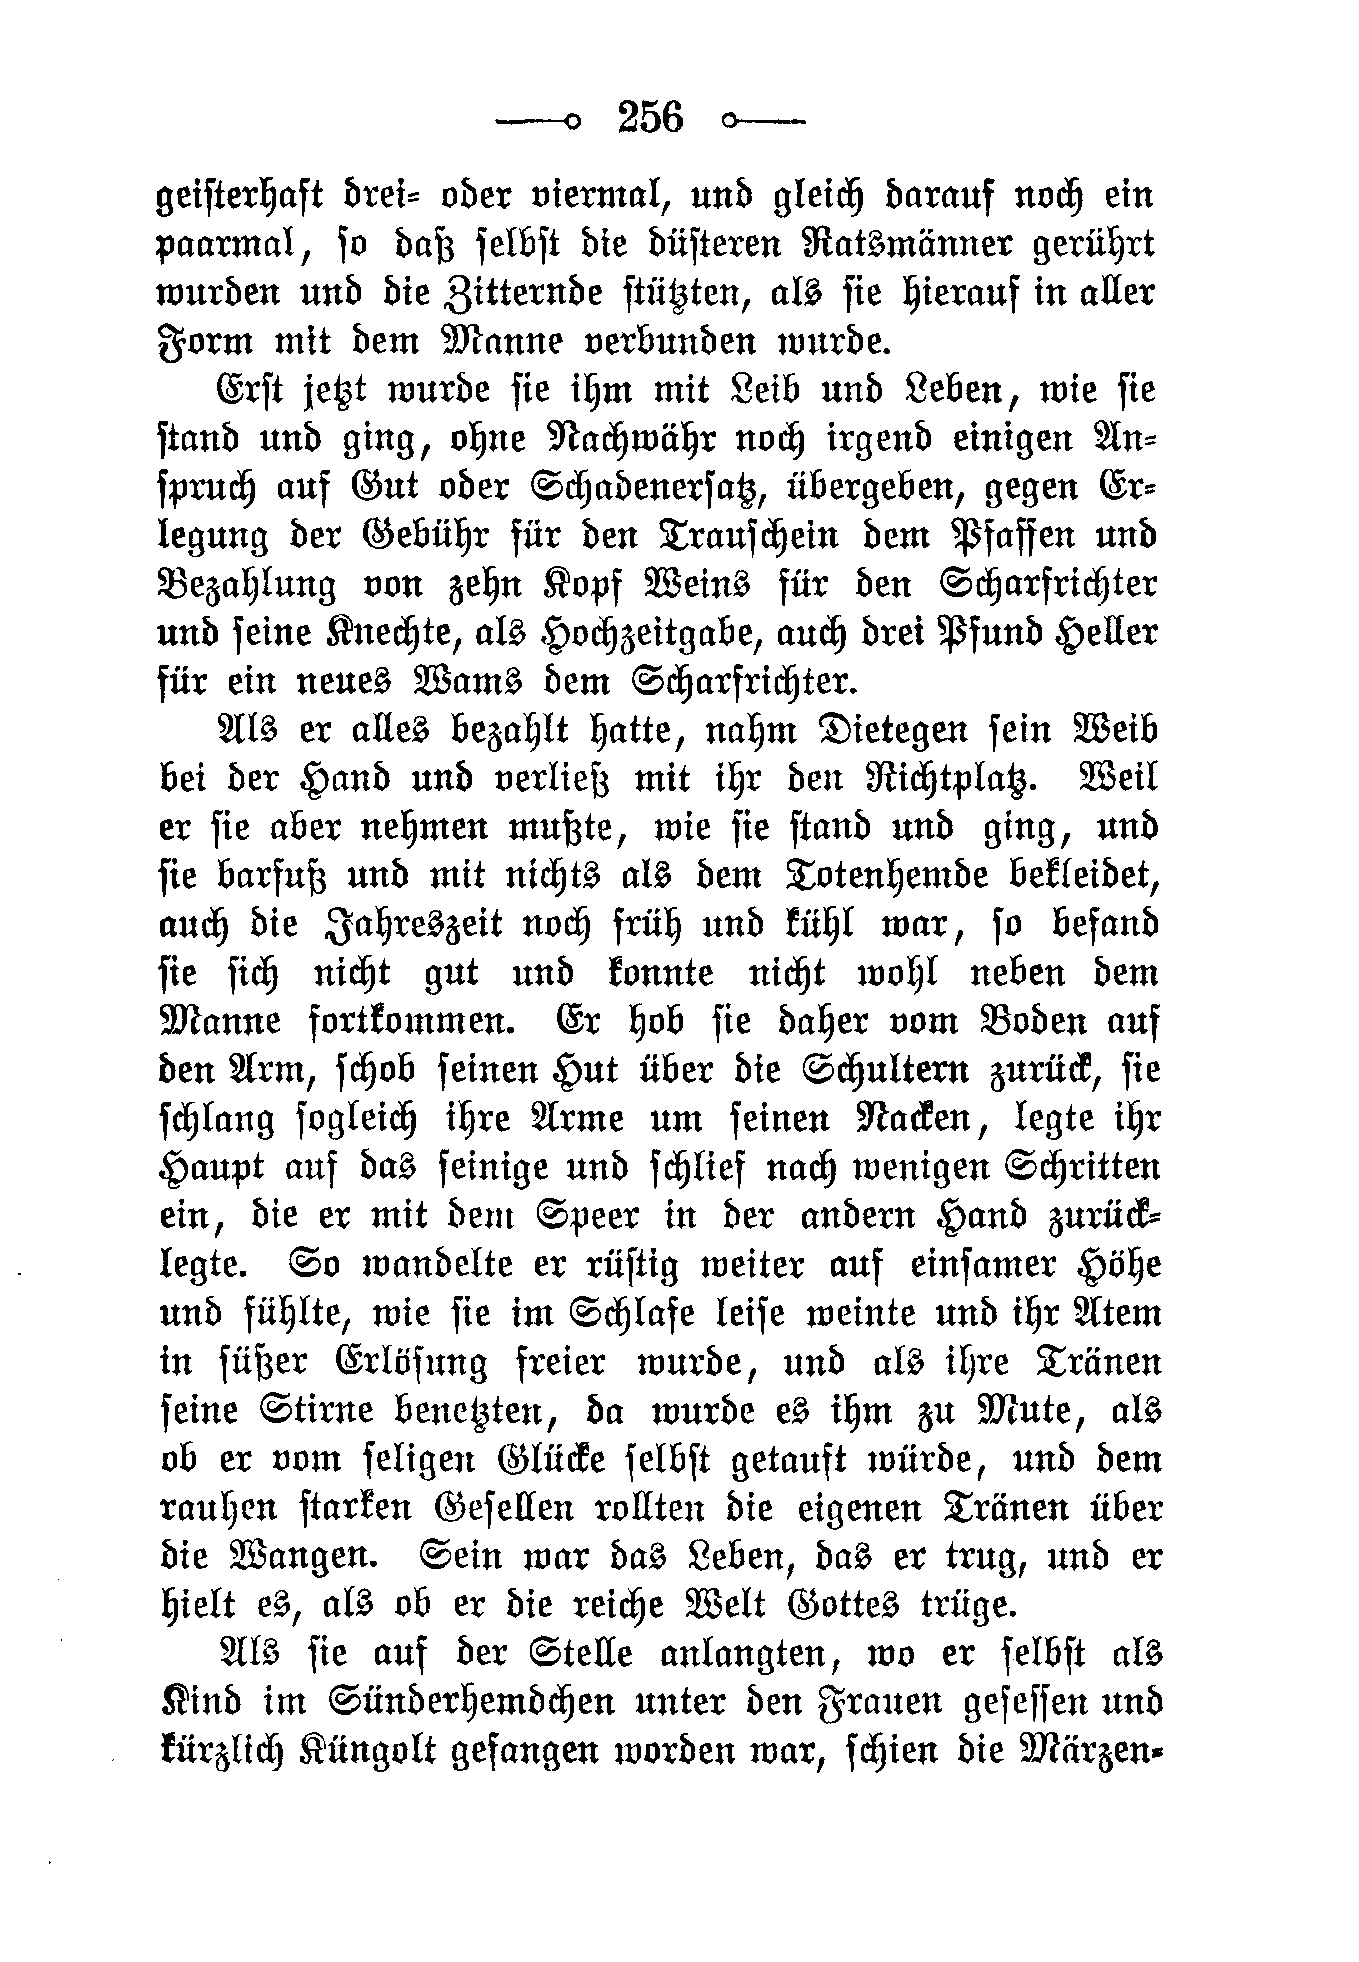 256
geisterhaft drei- oder viermal, und gleich darauf noch ein
paarmal, so daß selbst die düsteren Ratsmänner gerührt
wurden und die Zitternde stützten, als sie hierauf in aller
Form mit dem Manne verbunden wurde.
Erst jetzt wurde sie ihm mit Leib und Leben, wie sie
stand und ging, ohne Nachwähr noch irgend einigen An-
spruch auf Gut oder Schadenersatz, übergeben, gegen Er-
legung der Gebühr für den Trauschein dem Pfaffen und
Bezahlung von zehn Kopf Weins für den Scharfrichter
und seine Knechte, als Hochzeitgabe, auch drei Pfund Heller
für ein neues Wams dem Scharfrichter.
Als er alles bezahlt hatte, nahm Dietegen sein Weib
bei der Hand und verließ mit ihr den Richtplatz. Weil
er sie aber nehmen mußte, wie sie stand und ging, und
sie barfuß und mit nichts als dem Totenhemde bekleidet,
auch die Jahreszeit noch früh und kühl war, so befand
sie sich nicht gut und konnte nicht wohl neben dem
Manne fortkommen. Er hob sie daher vom Boden auf
den Arm, schob seinen Hut über die Schultern zurück, sie
schlang sogleich ihre Arme um seinen Nacken, legte ihr
Haupt auf das seinige und schlief nach wenigen Schritten
ein, die er mit dem Speer in der andern Hand zurück-
legte. So wandelte er rüstig weiter auf einsamer Höhe
und fühlte, wie sie im Schlafe leise weinte und ihr Atem
in süßer Erlösung freier wurde, und als ihre Tränen
seine Stirne benetzten, da wurde es ihm zu Mute, als
ob er vom seligen Glücke selbst getauft würde, und dem
rauhen starken Gesellen rollten die eigenen Tränen über
die Wangen. Sein war das Leben, das er trug, und er
hielt es, als ob er die reiche Welt Gottes trüge.
Als sie auf der Stelle anlangten, wo er selbst als
Kind im Sünderhemdchen unter den Frauen gesessen und
kürzlich Küngolt gefangen worden war, schien die Märzen-